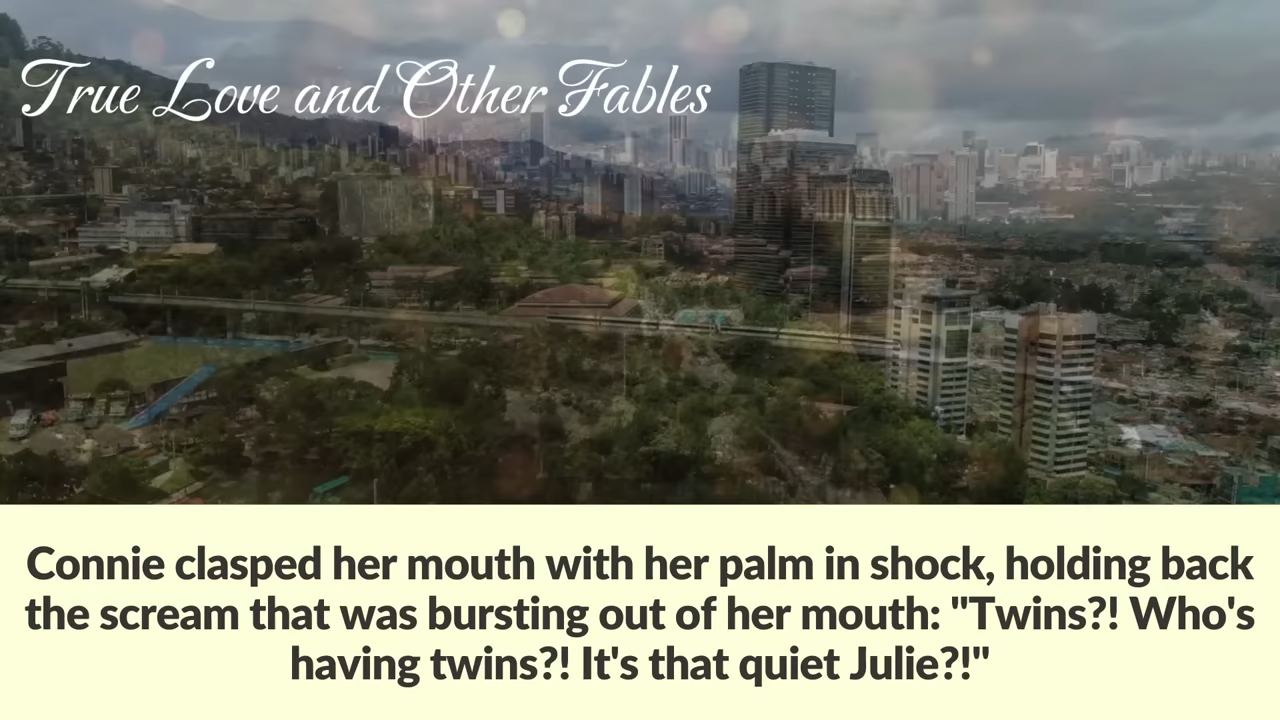 True Love and Other Fables
Connie clasped her mouth with her palm in shock, holding back
the scream that was bursting out of her mouth: "Twins?! Who's
having twins?! It's that quiet Julie?!"